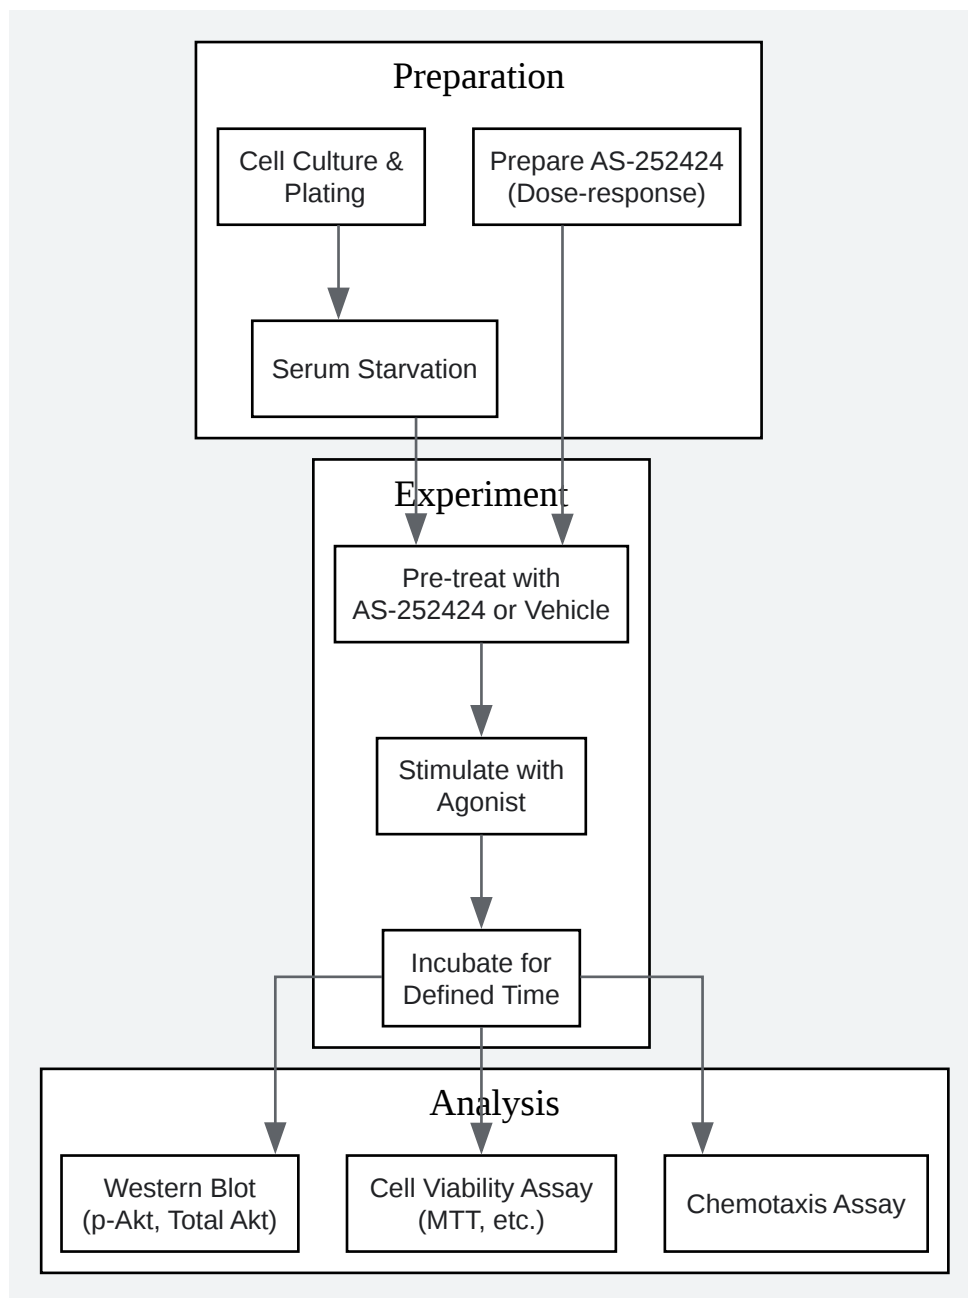 Preparation
Cell Culture &
Plating
Prepare AS-252424
(Dose-response)
Serum Starvation
Experiment
Pre-treat with
AS-252424 or Vehicle
Stimulate with
Agonist
Incubate for
Defined Time
Analysis
Western Blot
(p-Akt, Total Akt)
Cell Viability Assay
(MTT, etc.)
Chemotaxis Assay